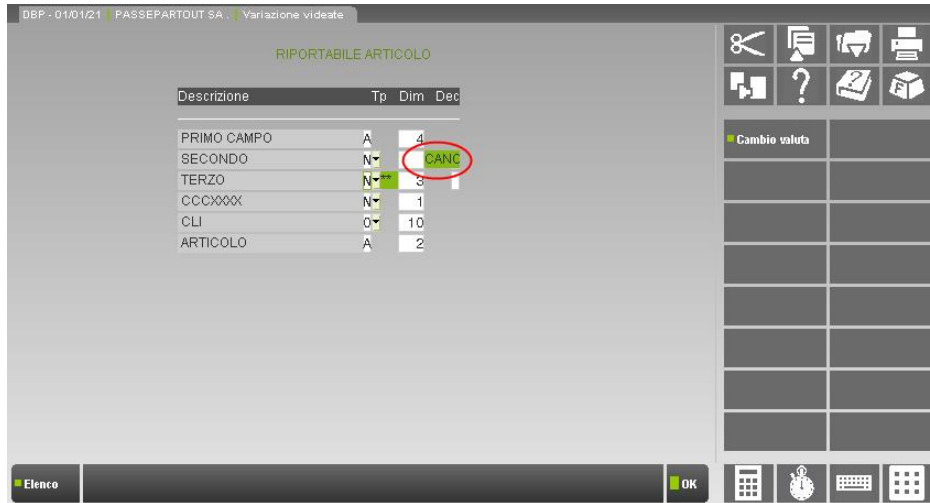 DBP - 01/01/21 PASSEPARTOUT SA . Variazione videate
RIPORTABILE ARTICOLO
Descrizione Tp Dim Dec
PRIMO CAMPO A 4
SECONDO N CANC
TERZO N ** 3
CCCXXXX N 1
CLI 0 10
ARTICOLO A 2
Cambio valuta
Elenco
OK